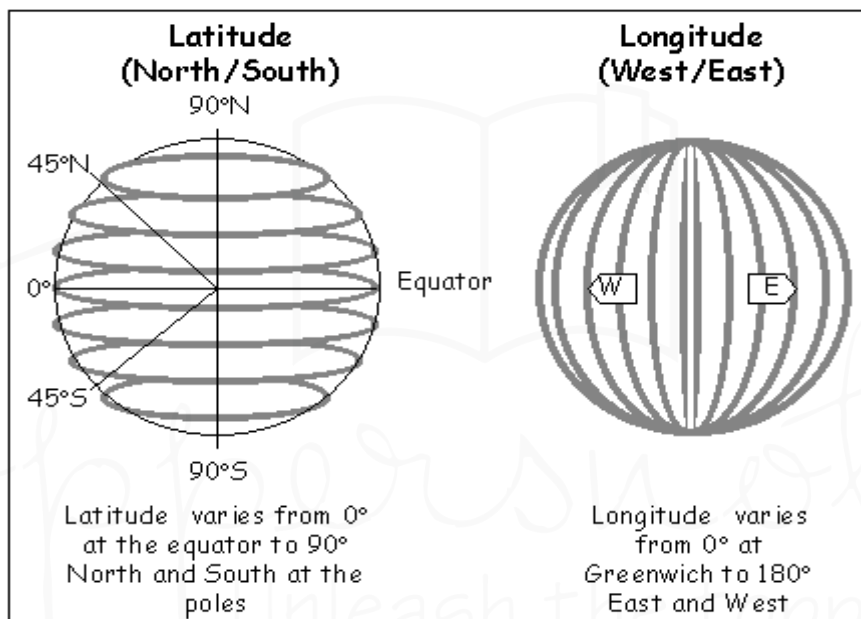 Latitude
(North/South)
90°N
45°N
0°
Equator
45°S
90°S
Latitude varies from 0°
at the equator to 90°
North and South at the
poles
Longitude
(West/East)
W
E
Longitude varies
from 0° at
Greenwich to 180°
East and West